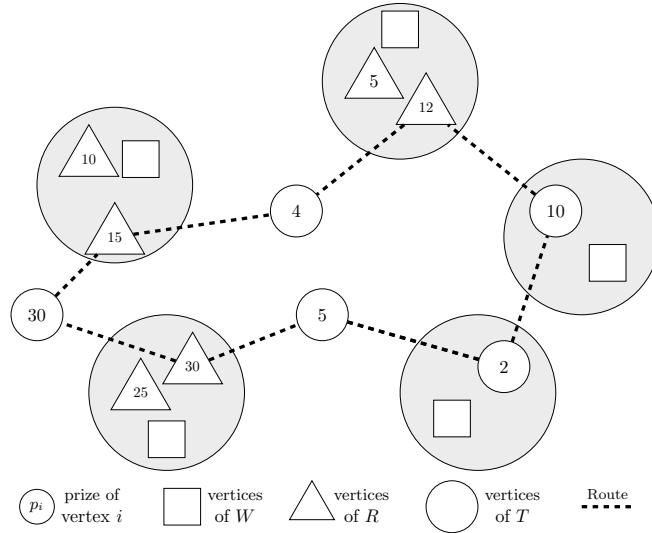 5
12
10
15
4
10
30
5
2
30
25
p_i prize of vertex i
vertices of W
vertices of R
vertices of T
Route